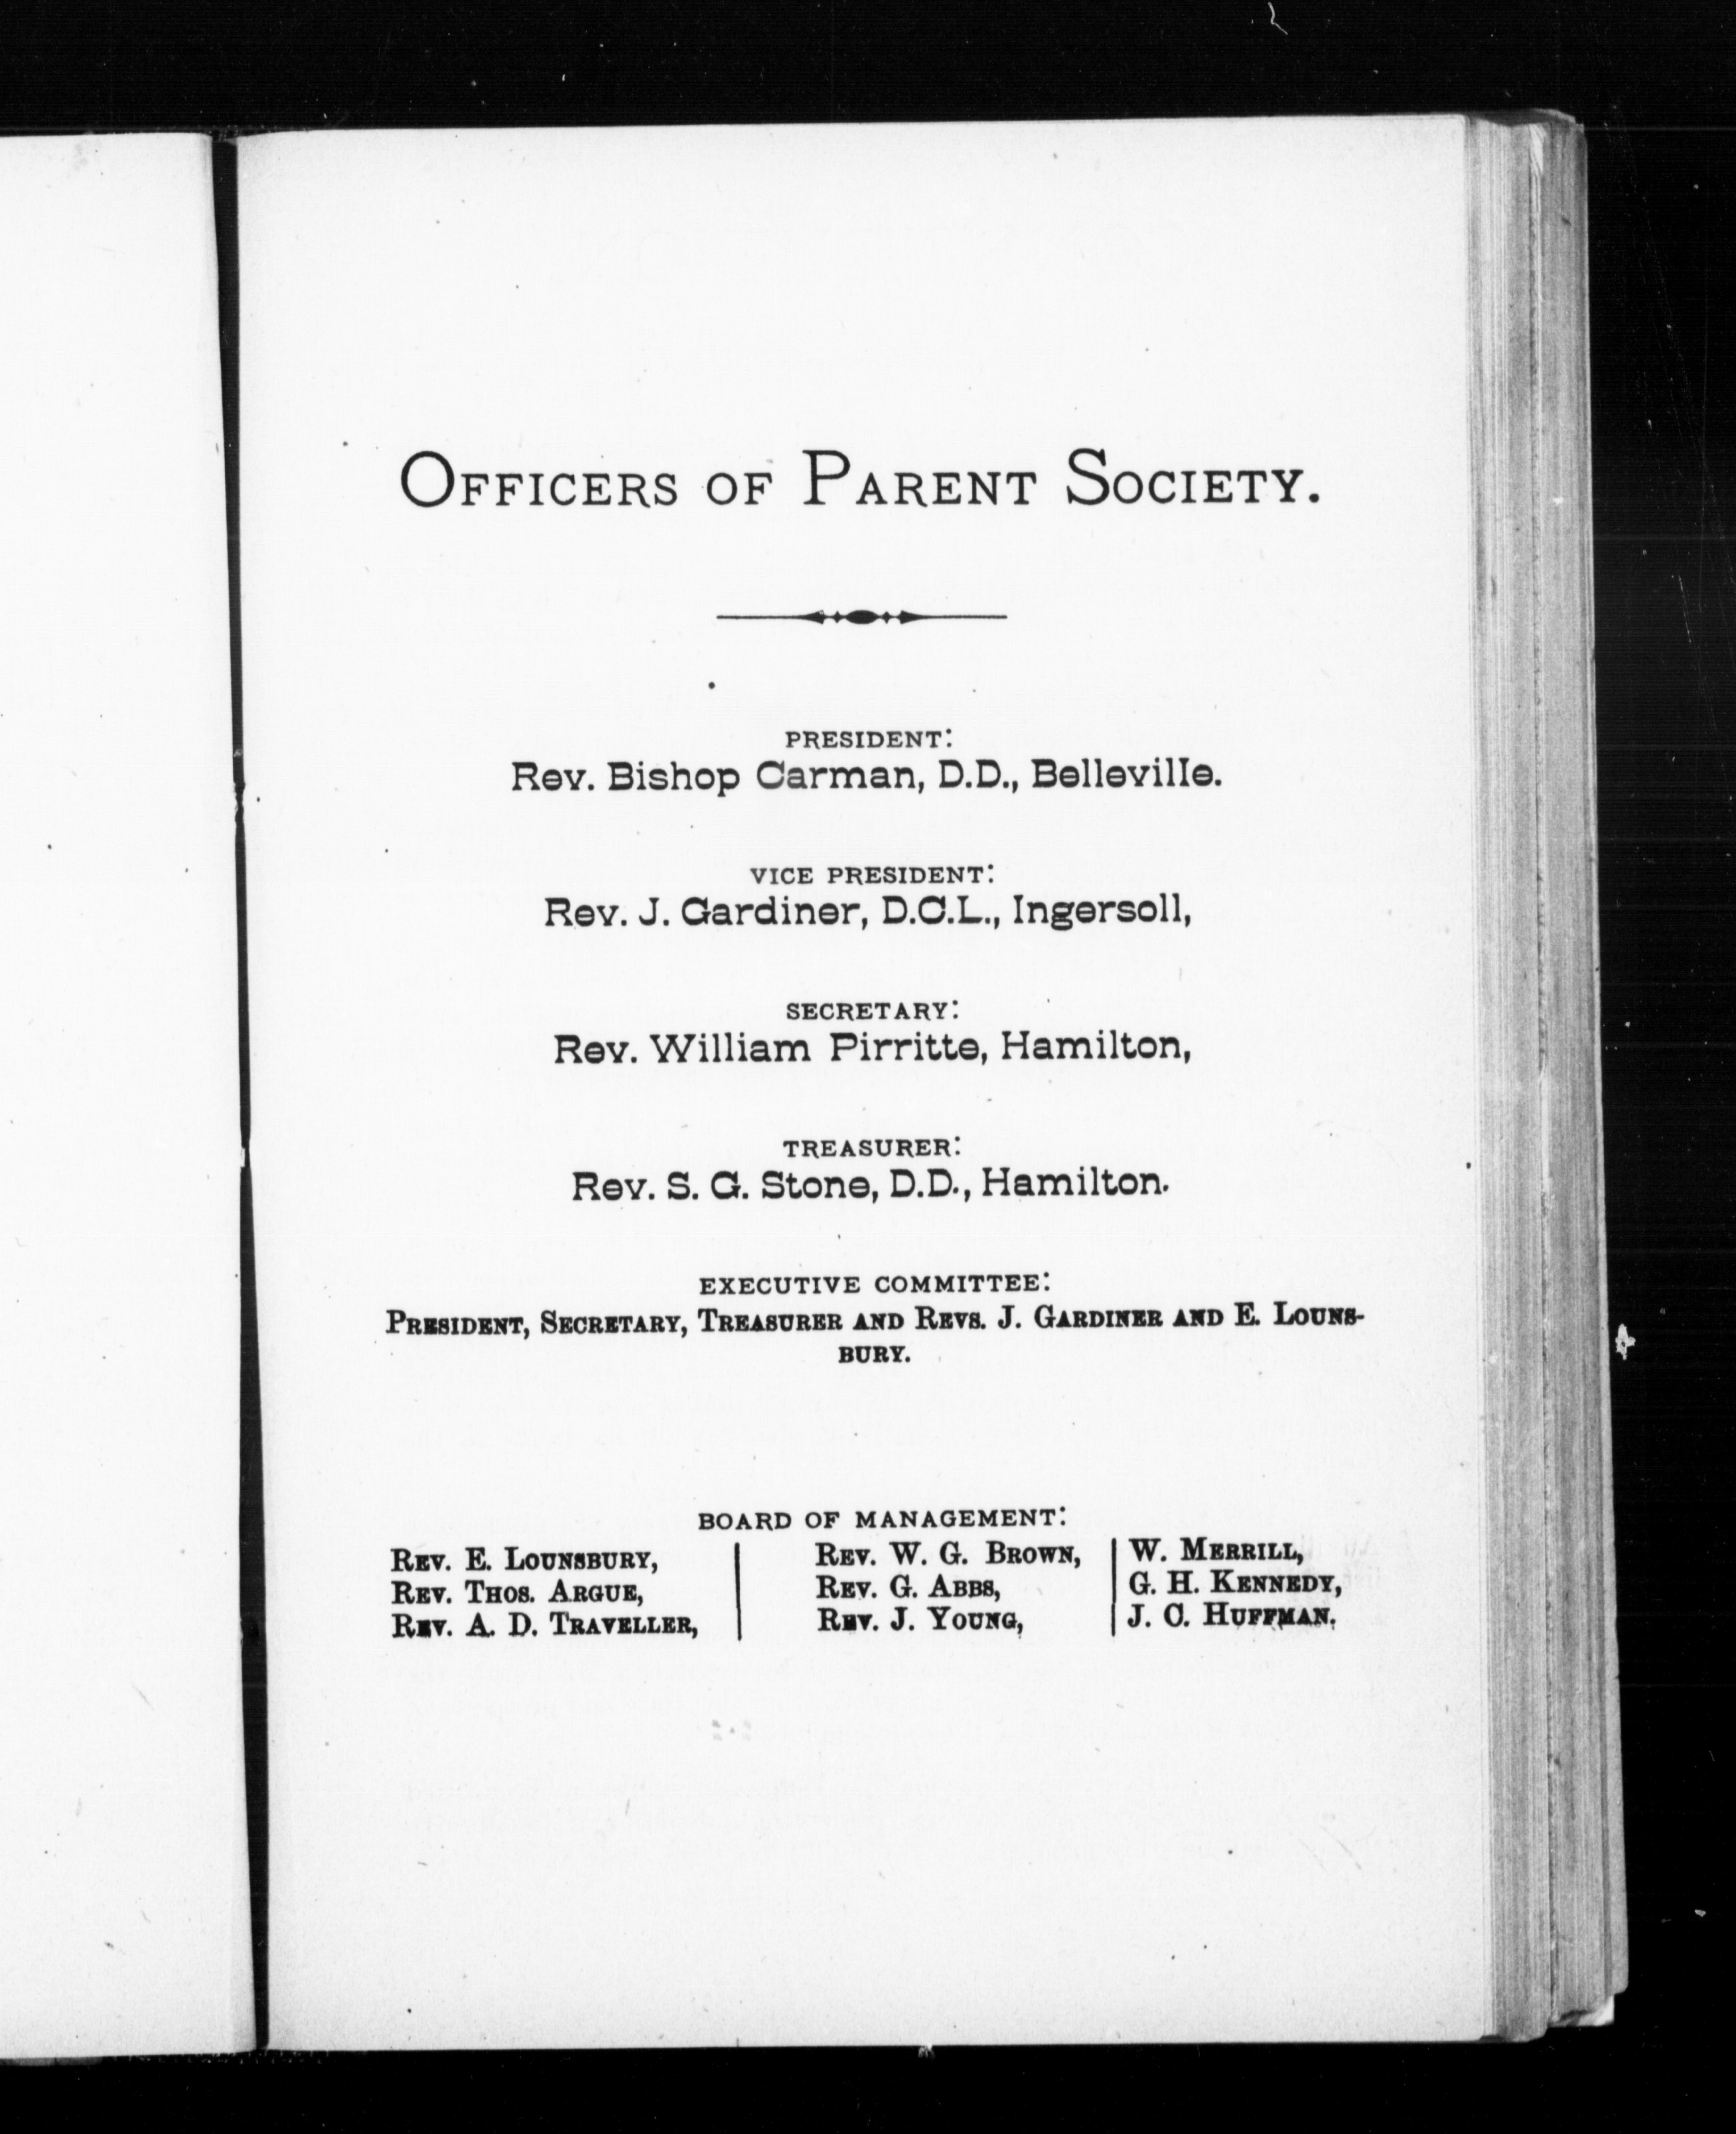 OFFICERS OF PARENT SOCIETY.
PRESIDENT:
Rev. Bishop Carman, D.D., Belleville.
VICE PRESIDENT:
Rev. J. Gardiner, D.C.L., Ingersoll,
SECRETARY:
Rev. William Pirritte, Hamilton,
TREASURER:
Rev. S. G. Stone, D.D., Hamilton.
EXECUTIVE COMMITTEE:
PRESIDENT, SECRETARY, TREASURER AND REVS. J. GARDINER AND E. LOUNS-
BURY.
BOARD OF MANAGEMENT:
REV. E. LOUNSBURY,
REV. THOS. ARGUE,
REV. A. D. TRAVELLER,
REV. W. G. BROWN,
REV. G. ABBS,
REV. J. YOUNG,
W. MERRILL,
G. H. KENNEDY,
J. C. HUFFMAN.